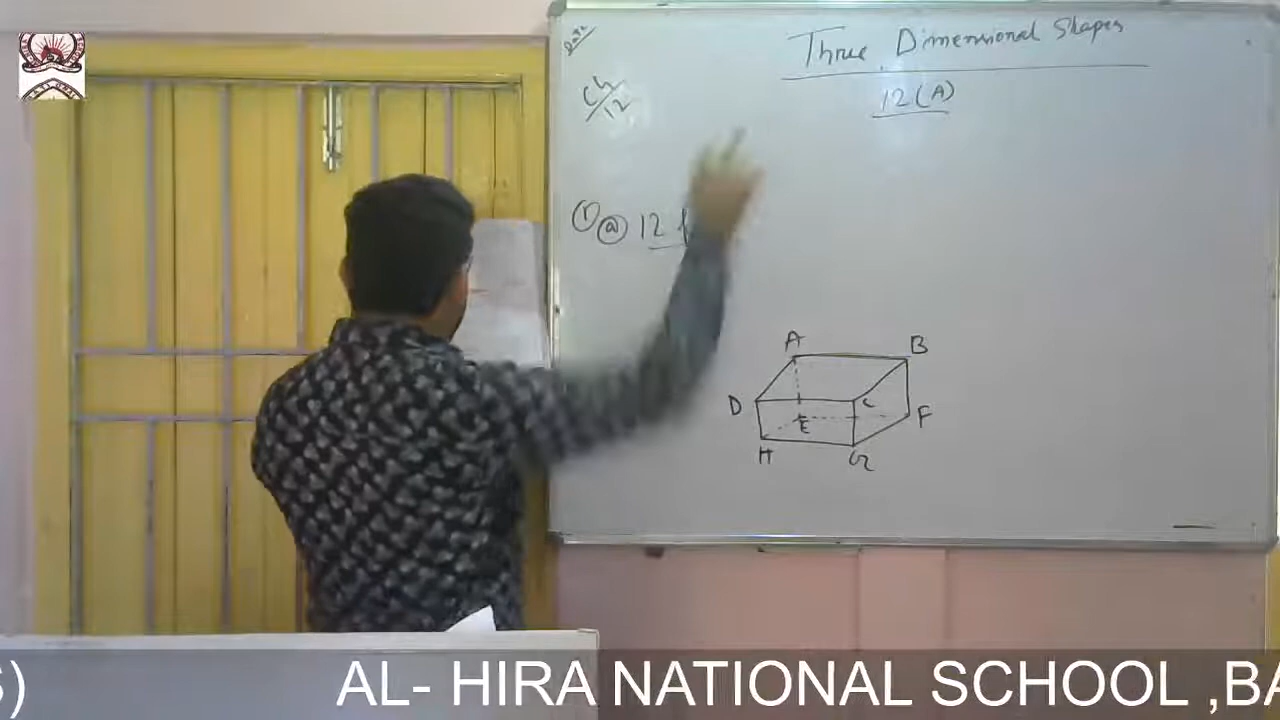 Three Dimensional Shapes
12 (A)
Ch/12
① ⓐ 12
A
B
D
C
E
F
H
G
S)
AL- HIRA NATIONAL SCHOOL ,BA